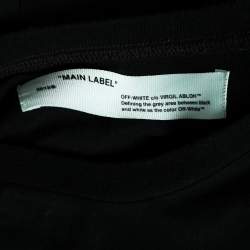 "MAIN LABEL"
OFF-WHITE c/o VIRGIL ABLOH™
Defining the grey area between black
and white as the color Off-White™